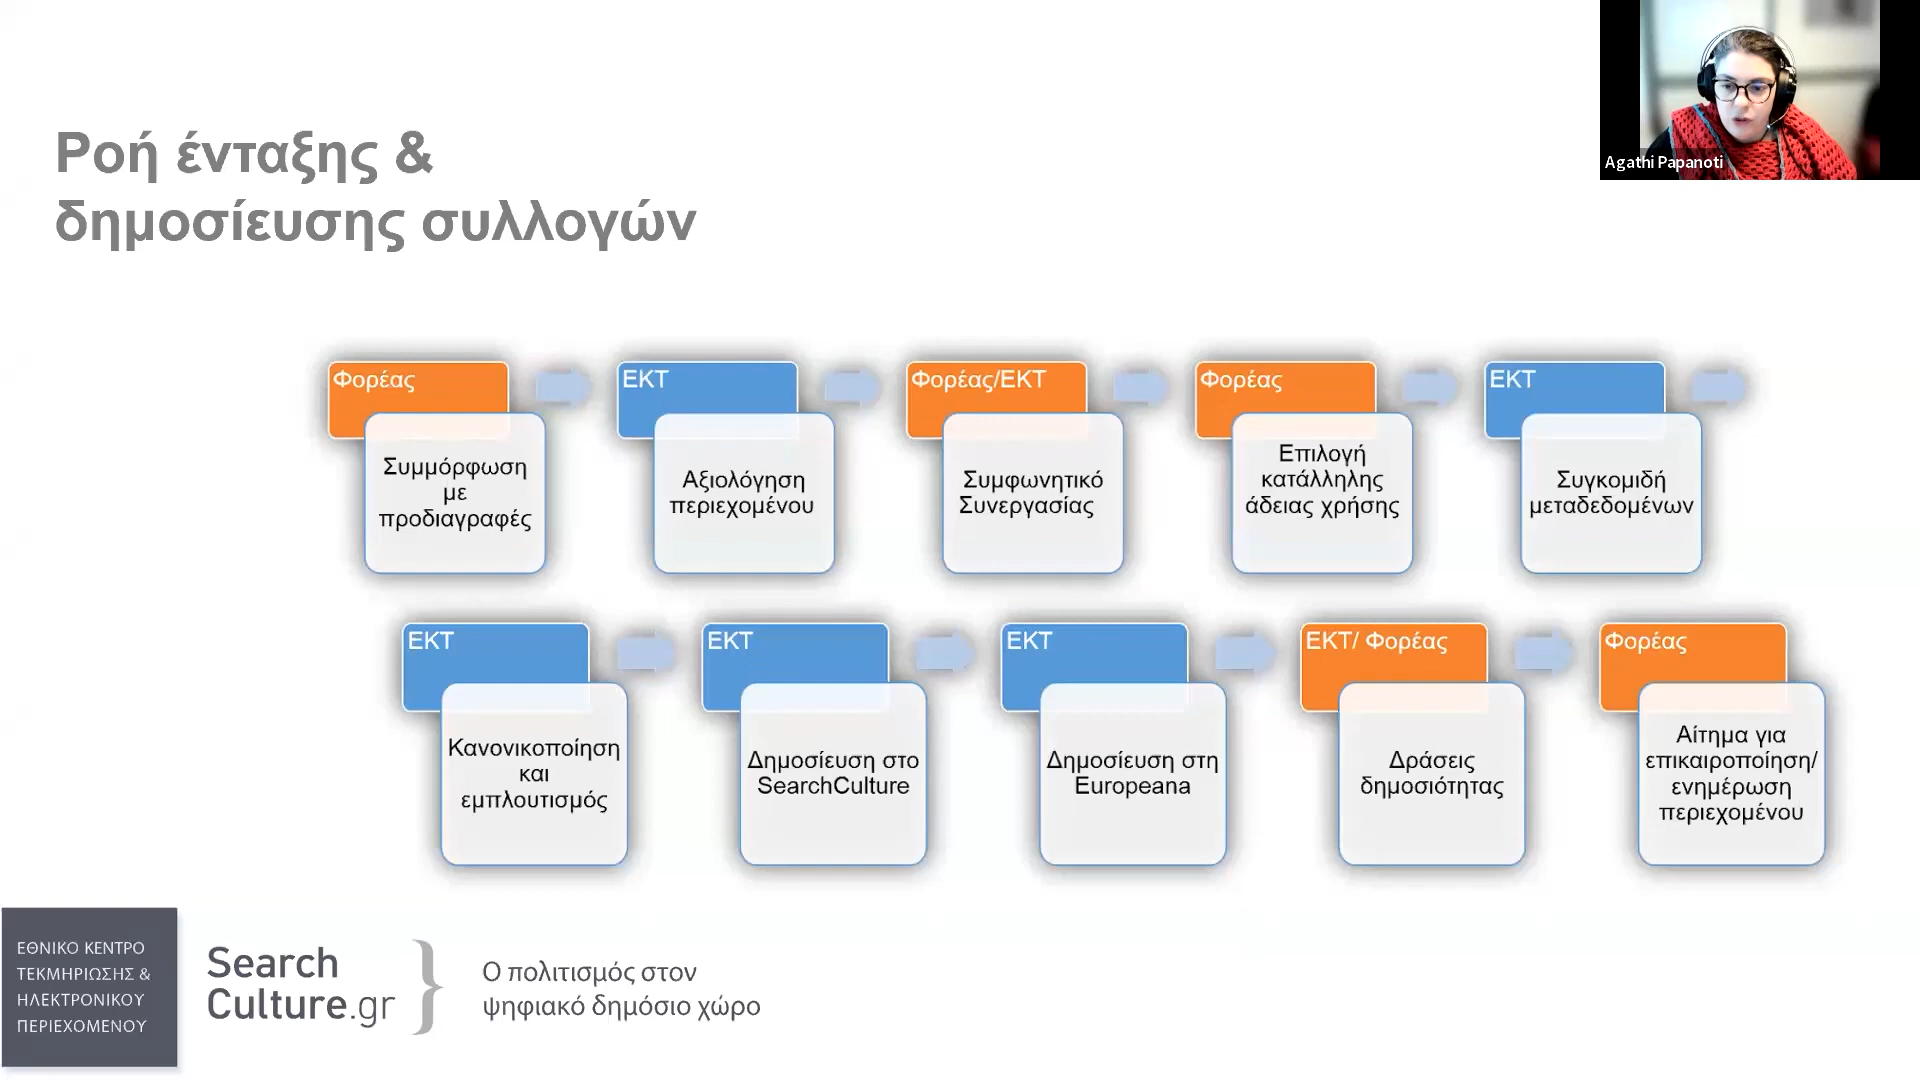 Agathi Papanoti
Ροή ένταξης &
δημοσίευσης συλλογών
Φορέας
Συμμόρφωση
με
προδιαγραφές
ΕΚΤ
Αξιολόγηση
περιεχομένου
Φορέας/ΕΚΤ
Συμφωνητικό
Συνεργασίας
Φορέας
Επιλογή
κατάλληλης
άδειας χρήσης
ΕΚΤ
Συγκομιδή
μεταδεδομένων
ΕΚΤ
Κανονικοποίηση
και
εμπλουτισμός
ΕΚΤ
Δημοσίευση στο
SearchCulture
ΕΚΤ
Δημοσίευση στη
Europeana
ΕΚΤ/ Φορέας
Δράσεις
δημοσιότητας
Φορέας
Αίτημα για
επικαιροποίηση/
ενημέρωση
περιεχομένου
ΕΘΝΙΚΟ ΚΕΝΤΡΟ
ΤΕΚΜΗΡΙΩΣΗΣ &
ΗΛΕΚΤΡΟΝΙΚΟΥ
ΠΕΡΙΕΧΟΜΕΝΟΥ
Search
Culture.gr
Ο πολιτισμός στον
ψηφιακό δημόσιο χώρο